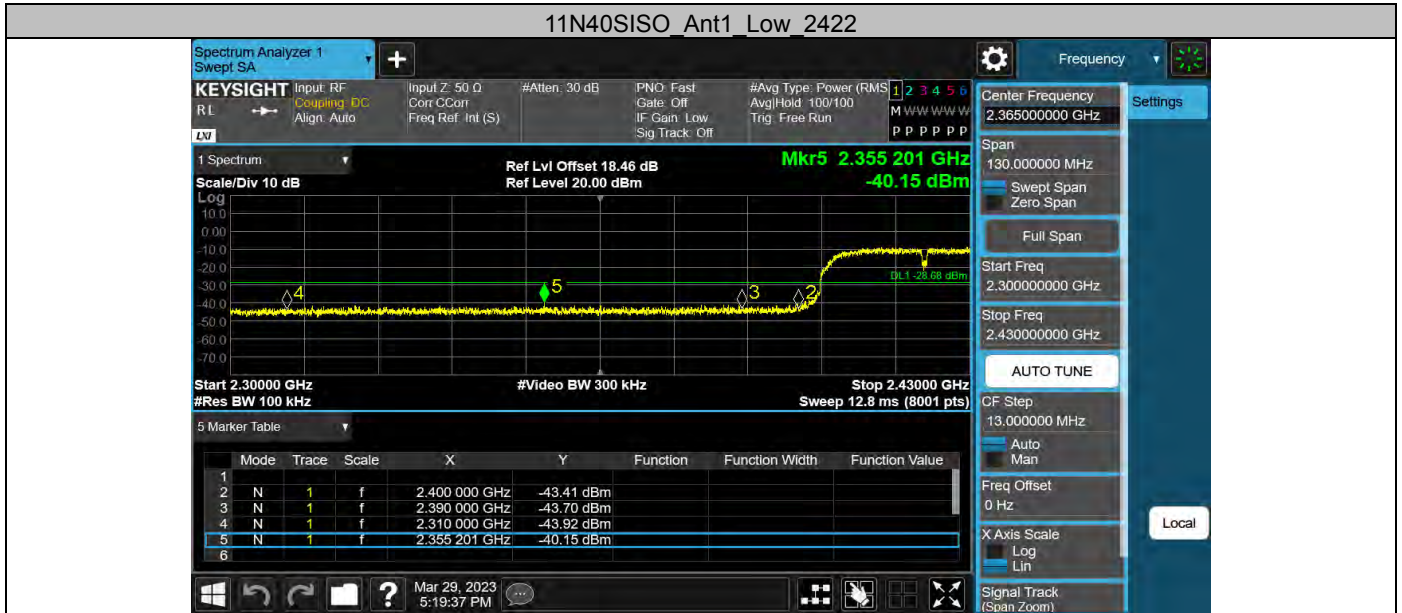 11N40SISO_Ant1_Low_2422
Spectrum Analyzer 1
Swept SA
Frequency
KEYSIGHT
RL
LXI
Input: RF
Coupling: DC
Align: Auto
Input Z: 50 Ω
Corr CCorr
Freq Ref: Int (S)
#Atten: 30 dB
PNO: Fast
Gate: Off
IF Gain: Low
Sig Track: Off
#Avg Type: Power (RMS
Avg|Hold: 100/100
Trig: Free Run
1 2 3 4 5 6
M W W W W W
P P P P P P
1 Spectrum
Scale/Div 10 dB
Ref Lvl Offset 18.46 dB
Ref Level 20.00 dBm
Mkr5 2.355 201 GHz
-40.15 dBm
Log
10.0
0.00
-10.0
-20.0
-30.0
-40.0
-50.0
-60.0
-70.0
4
5
3
2
DL1 -28.68 dBm
Start 2.30000 GHz
#Res BW 100 kHz
#Video BW 300 kHz
Stop 2.43000 GHz
Sweep 12.8 ms (8001 pts)
5 Marker Table
Mode Trace Scale X Y Function Function Width Function Value
1
2 N 1 f 2.400 000 GHz -43.41 dBm
3 N 1 f 2.390 000 GHz -43.70 dBm
4 N 1 f 2.310 000 GHz -43.92 dBm
5 N 1 f 2.355 201 GHz -40.15 dBm
6
Mar 29, 2023
5:19:37 PM
Center Frequency
2.365000000 GHz
Span
130.000000 MHz
Swept Span
Zero Span
Full Span
Start Freq
2.300000000 GHz
Stop Freq
2.430000000 GHz
AUTO TUNE
CF Step
13.000000 MHz
Auto
Man
Freq Offset
0 Hz
X Axis Scale
Log
Lin
Signal Track
(Span Zoom)
Settings
Local